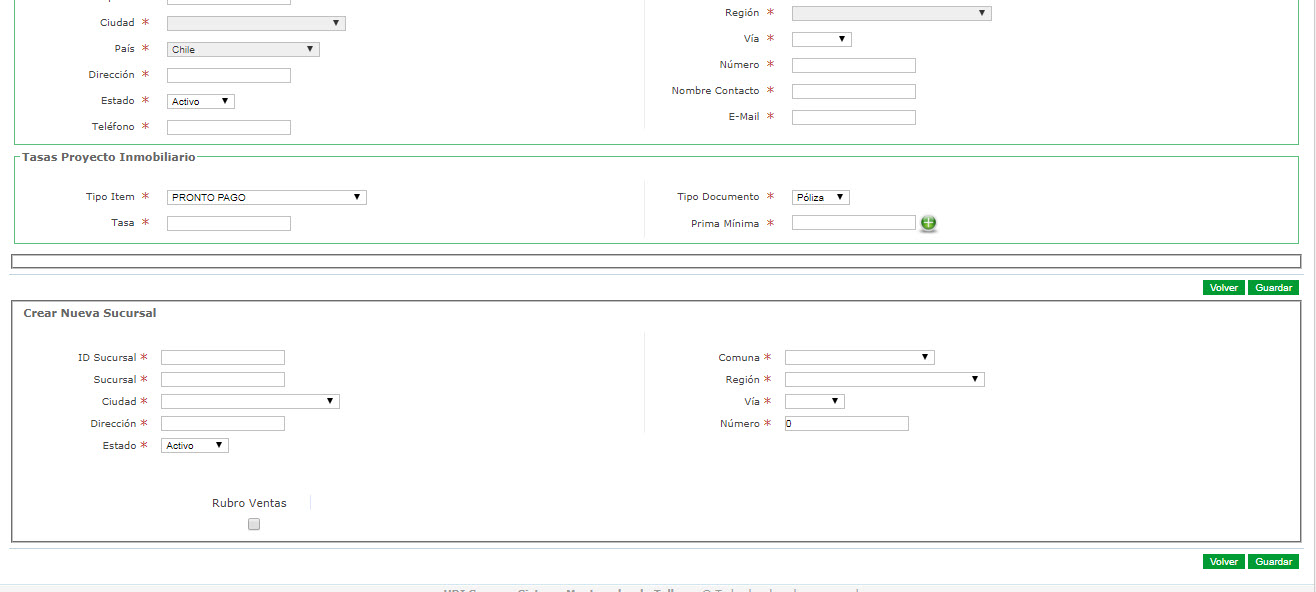 Ciudad *
Región *
País * Chile
Vía *
Dirección *
Número *
Estado * Activo
Nombre Contacto *
Teléfono *
E-Mail *
Tasas Proyecto Inmobiliario
Tipo Item * PRONTO PAGO
Tipo Documento * Póliza
Tasa *
Prima Mínima *
Volver Guardar
Crear Nueva Sucursal
ID Sucursal *
Comuna *
Sucursal *
Región *
Ciudad *
Vía *
Dirección *
Número * 0
Estado * Activo
Rubro Ventas
Volver Guardar